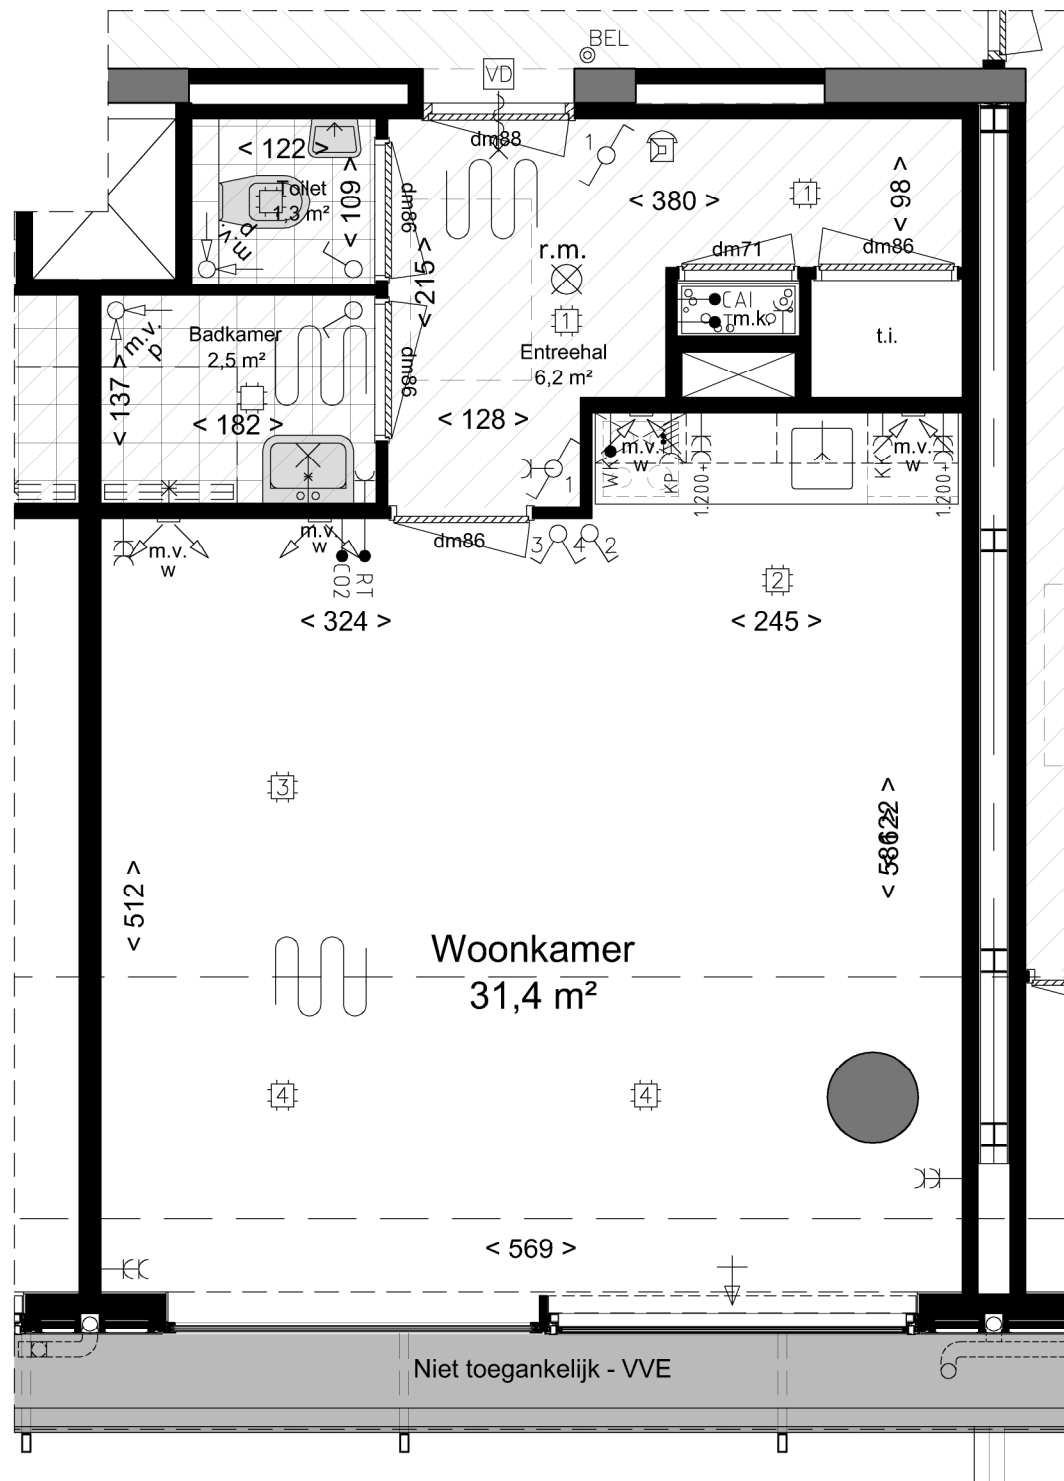 BEL
VD
dm88
1
< 122 >
Toilet
1,3 m²
< 109 >
dm86
m.v.
p
< 380 >
1
< 98 >
dm71
dm86
< 215 >
r.m.
1
Entreehal
6,2 m²
CAI
T
m.k.
t.i.
m.v.
p
Badkamer
2,5 m²
< 137 >
< 182 >
dm86
< 128 >
1
WK
m.v.
w
KP
1.200+
KK
m.v.
w
1.200+
m.v.
w
m.v.
w
CO2
RT
dm86
3
4
2
2
< 324 >
< 245 >
3
< 512 >
< 622 >
Woonkamer
31,4 m²
4
4
< 569 >
Niet toegankelijk - VVE